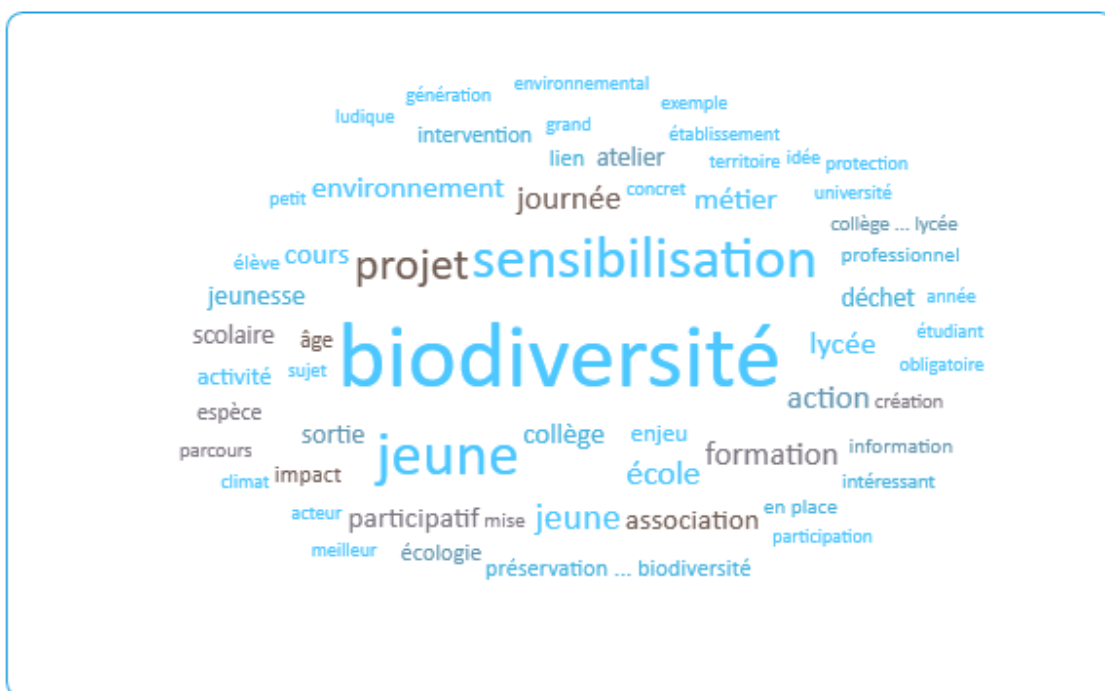 environnemental
génération
exemple
ludique
intervention grand établissement
lien atelier territoire idée protection
petit environnement journée concret métier université
collège ... lycée
élève cours projet sensibilisation professionnel
jeunesse déchet année
scolaire âge biodiversité lycée étudiant
activité sujet obligatoire
espèce action création
parcours sortie jeune collège enjeu formation information
climat impact école intéressant
acteur participatif mise jeune association en place
meilleur écologie participation
préservation ... biodiversité